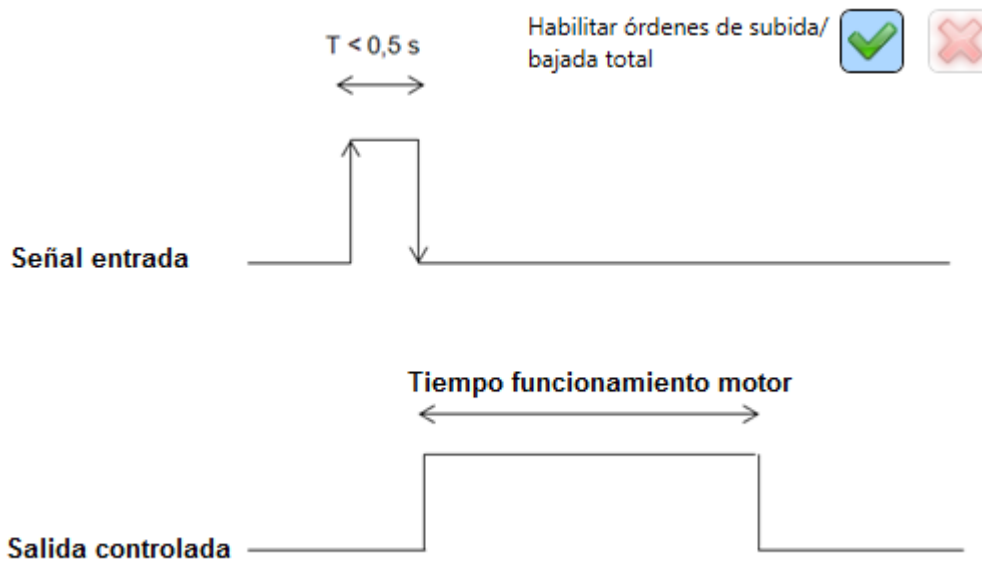 T < 0,5 s
Habilitar órdenes de subida/
bajada total
Señal entrada
Tiempo funcionamiento motor
Salida controlada